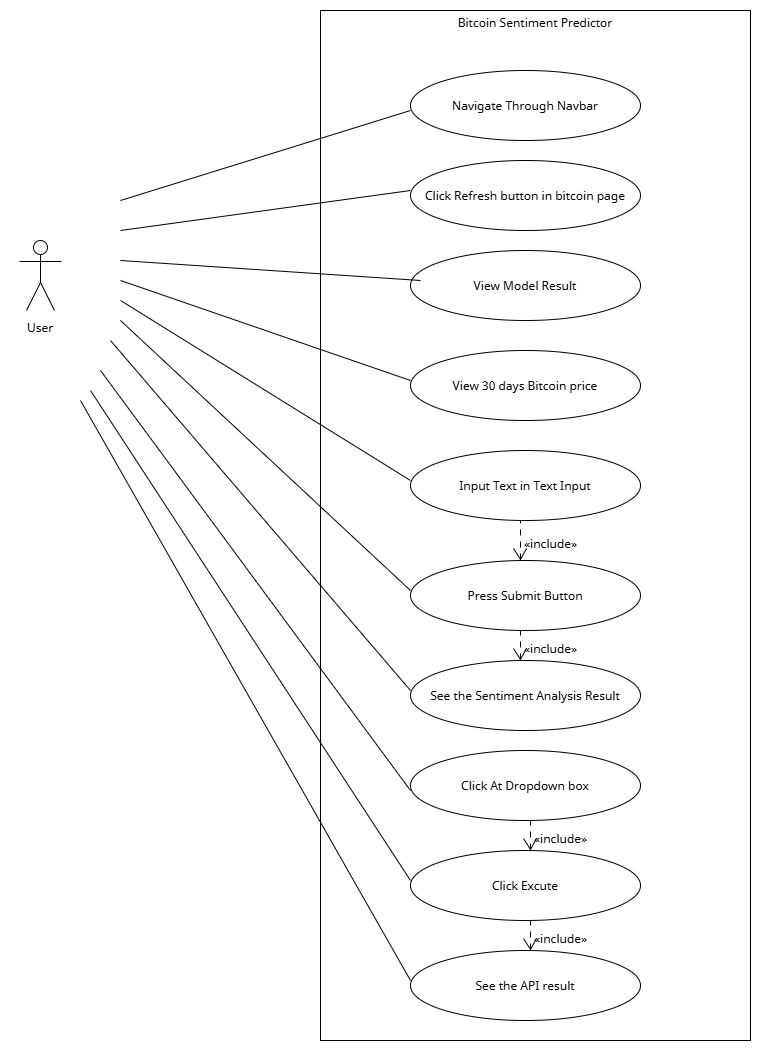 Bitcoin Sentiment Predictor
Navigate Through Navbar
Click Refresh button in bitcoin page
View Model Result
User
View 30 days Bitcoin price
Input Text in Text Input
«include»
Press Submit Button
«include»
See the Sentiment Analysis Result
Click At Dropdown box
«include»
Click Excute
«include»
See the API result